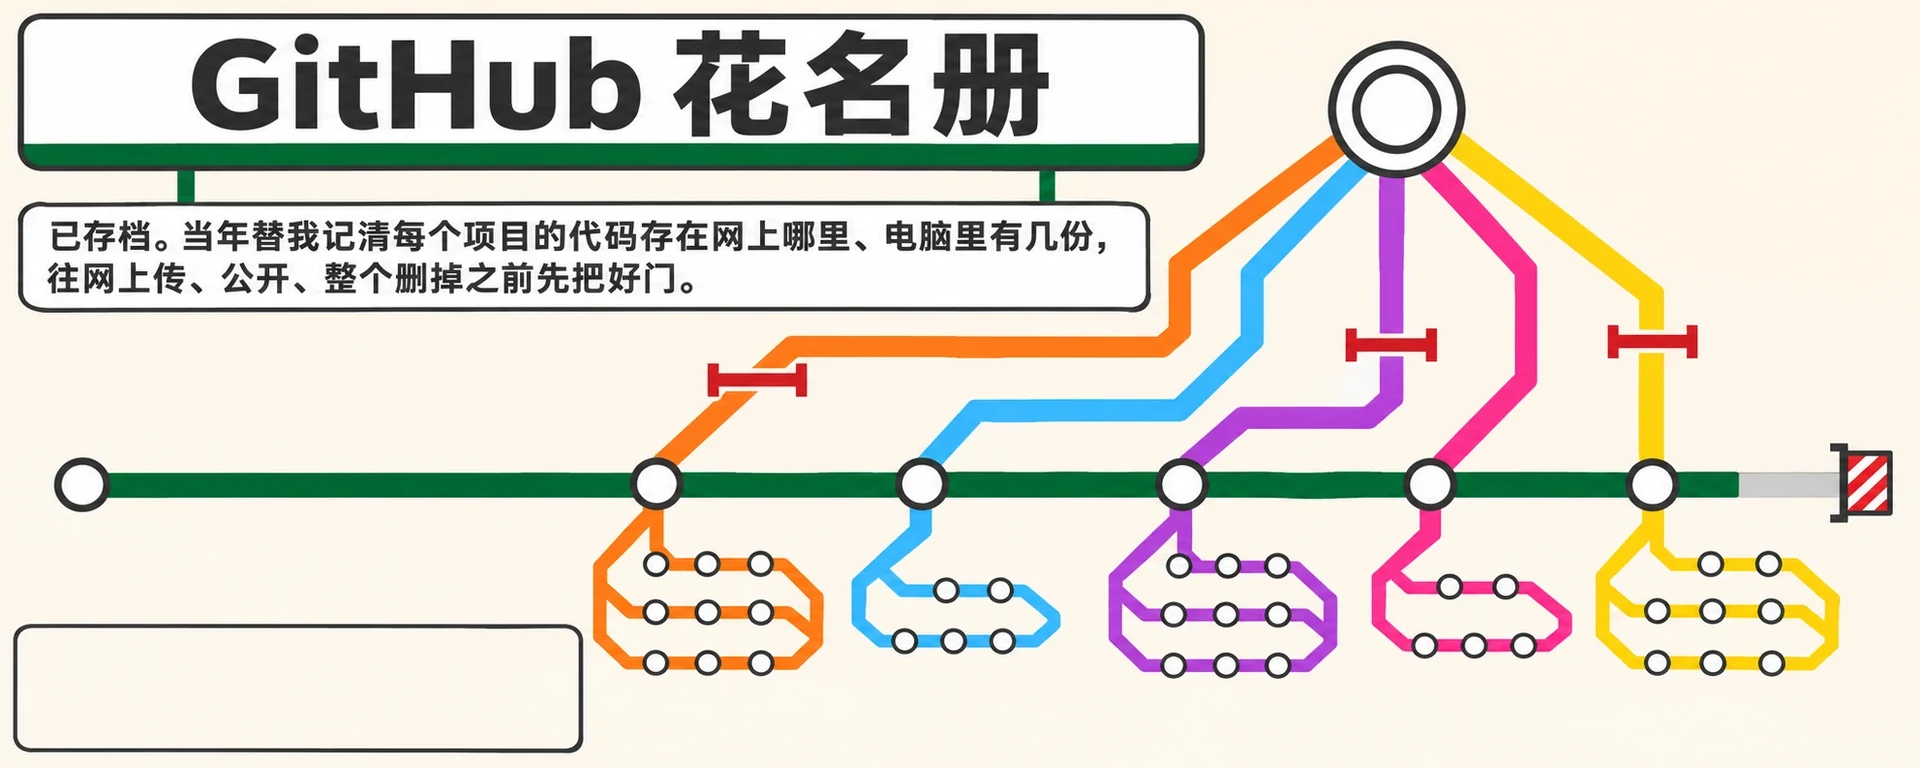 GitHub 花名册
已存档。当年替我记清每个项目的代码存在网上哪里、电脑里有几份，
往网上传、公开、整个删掉之前先把好门。